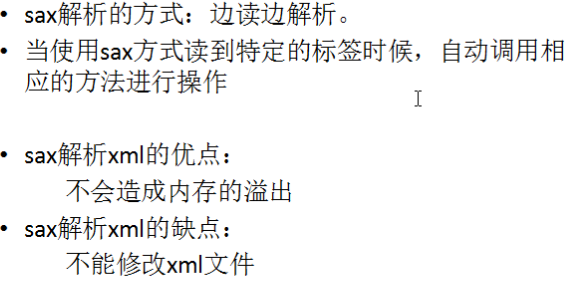 • sax解析的方式：边读边解析。
• 当使用sax方式读到特定的标签时候，自动调用相
应的方法进行操作
• sax解析xml的优点：
不会造成内存的溢出
• sax解析xml的缺点：
不能修改xml文件